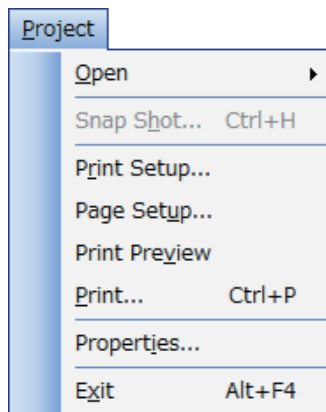 Project
Open
Snap Shot... Ctrl+H
Print Setup...
Page Setup...
Print Preview
Print... Ctrl+P
Properties...
Exit Alt+F4